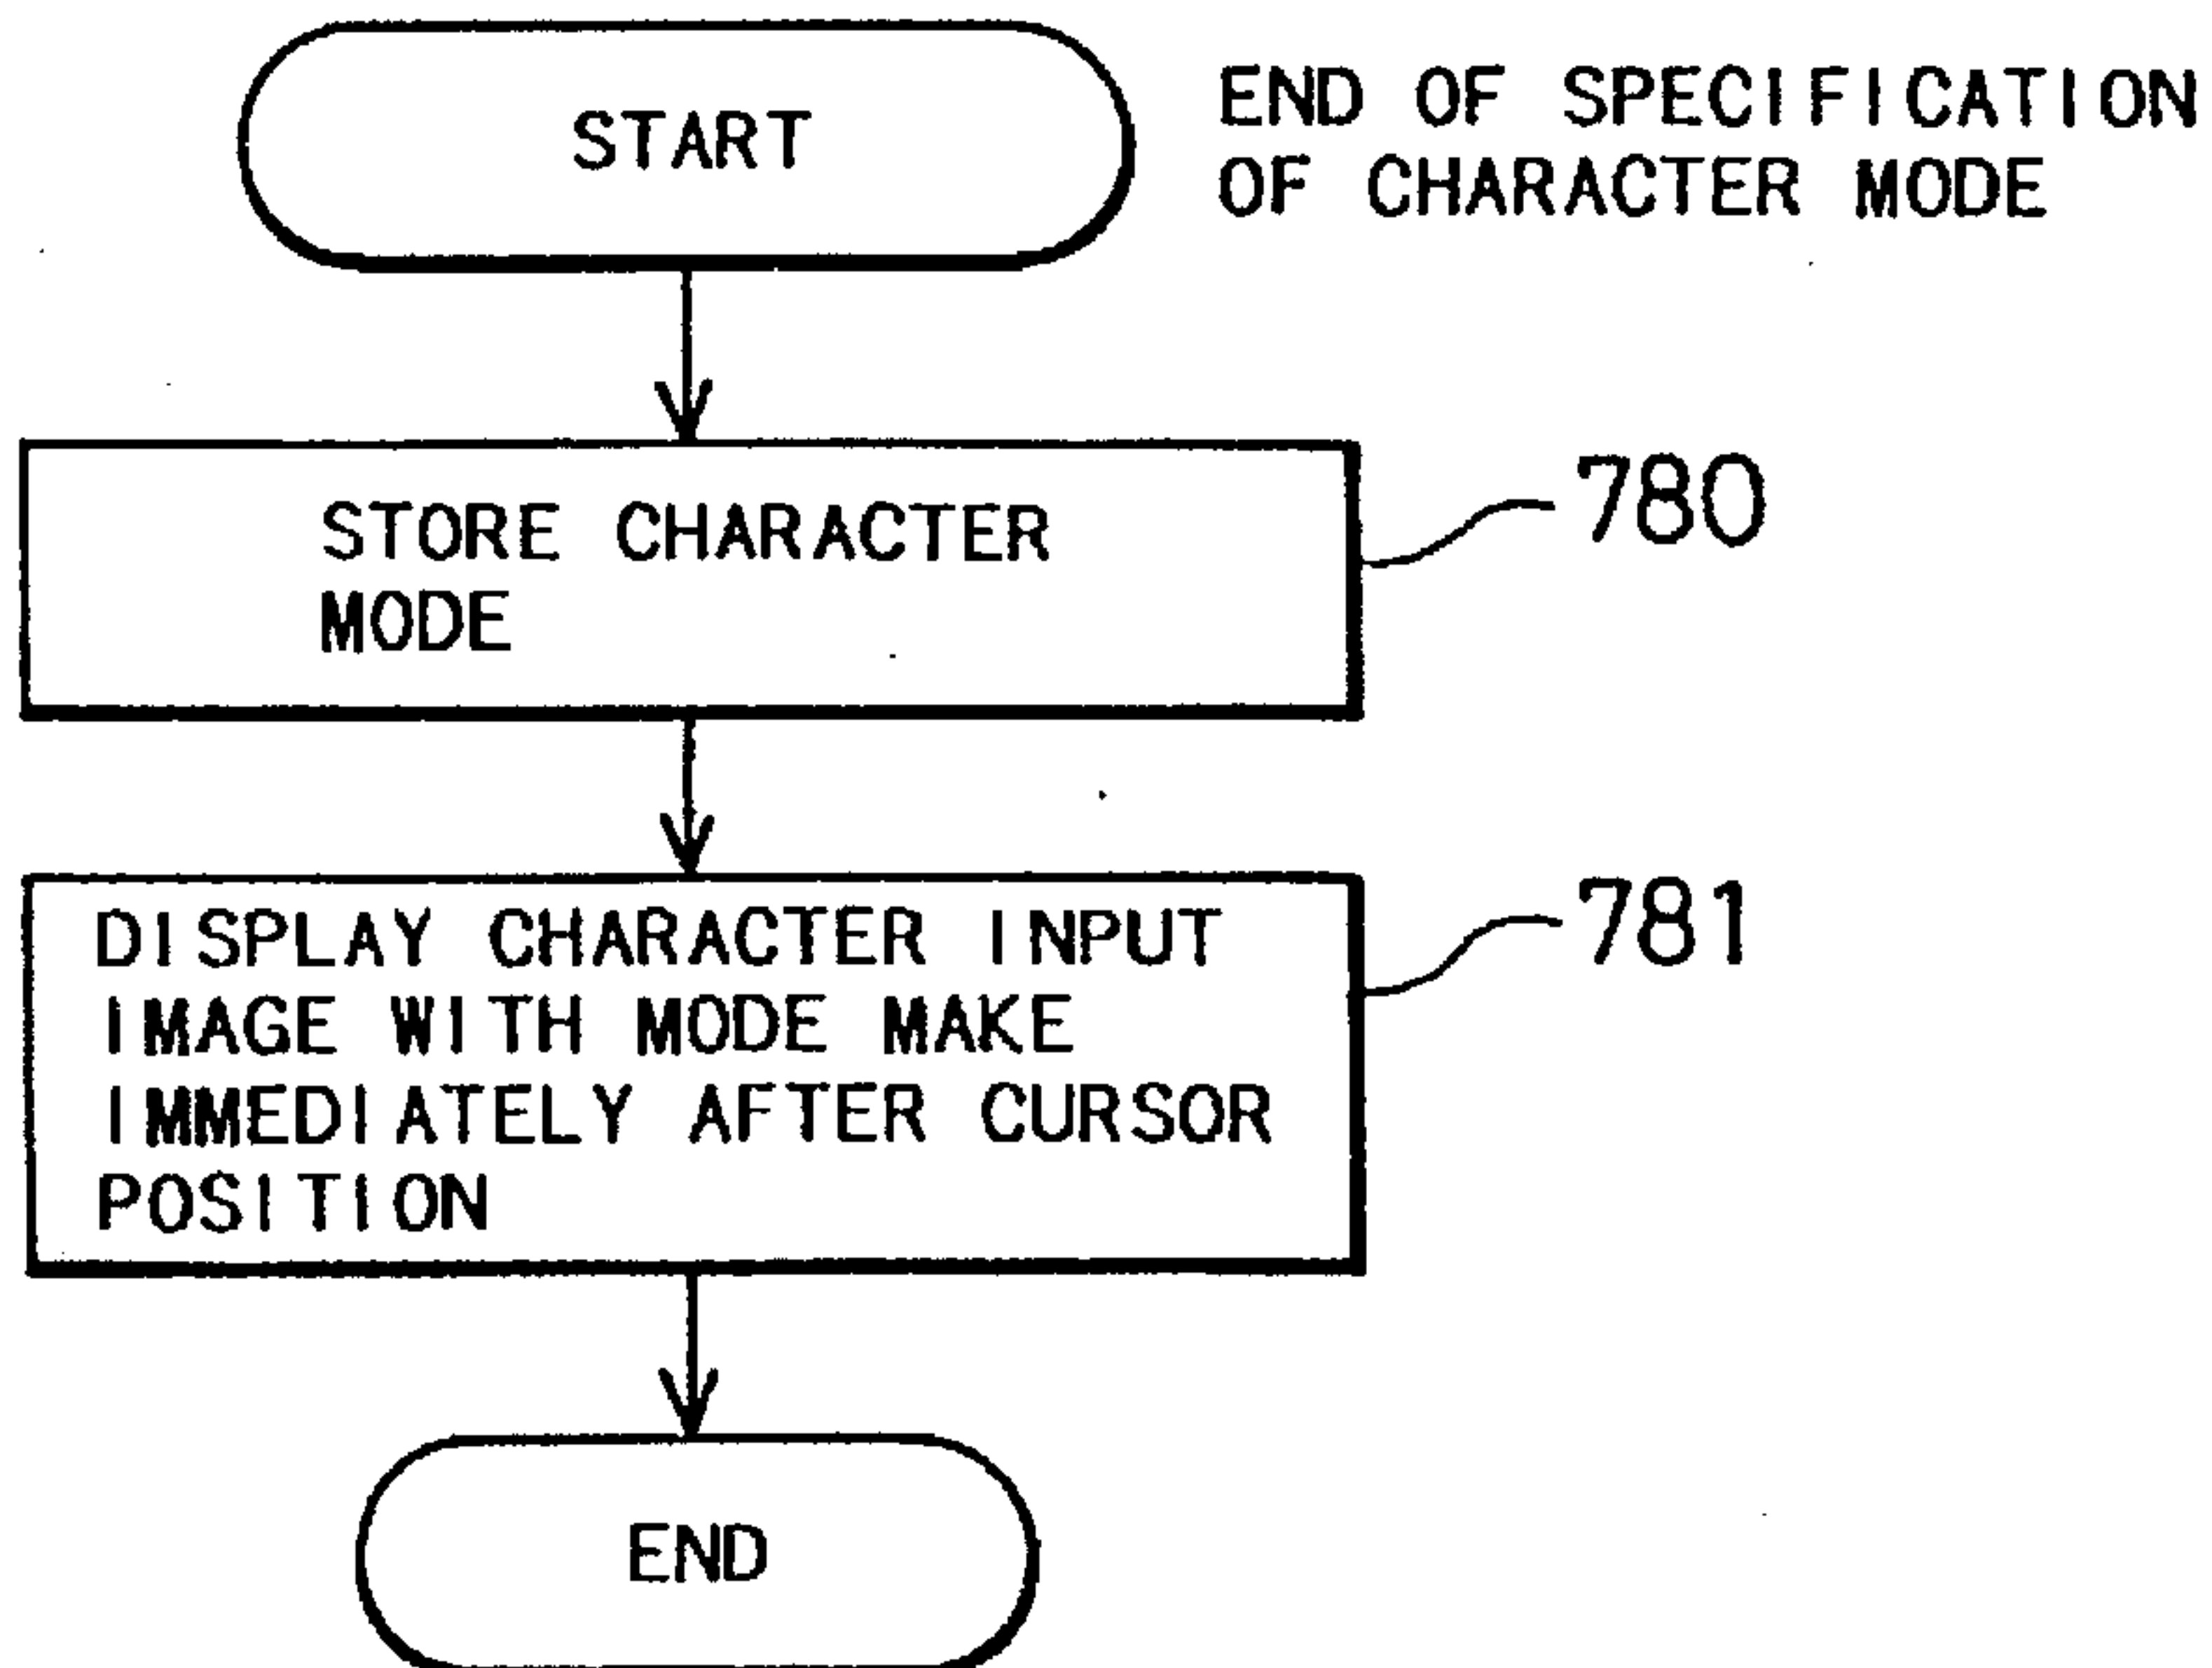 START
END OF SPECIFICATION
OF CHARACTER MODE
STORE CHARACTER
MODE
780
DISPLAY CHARACTER INPUT
IMAGE WITH MODE MAKE
IMMEDIATELY AFTER CURSOR
POSITION
781
END